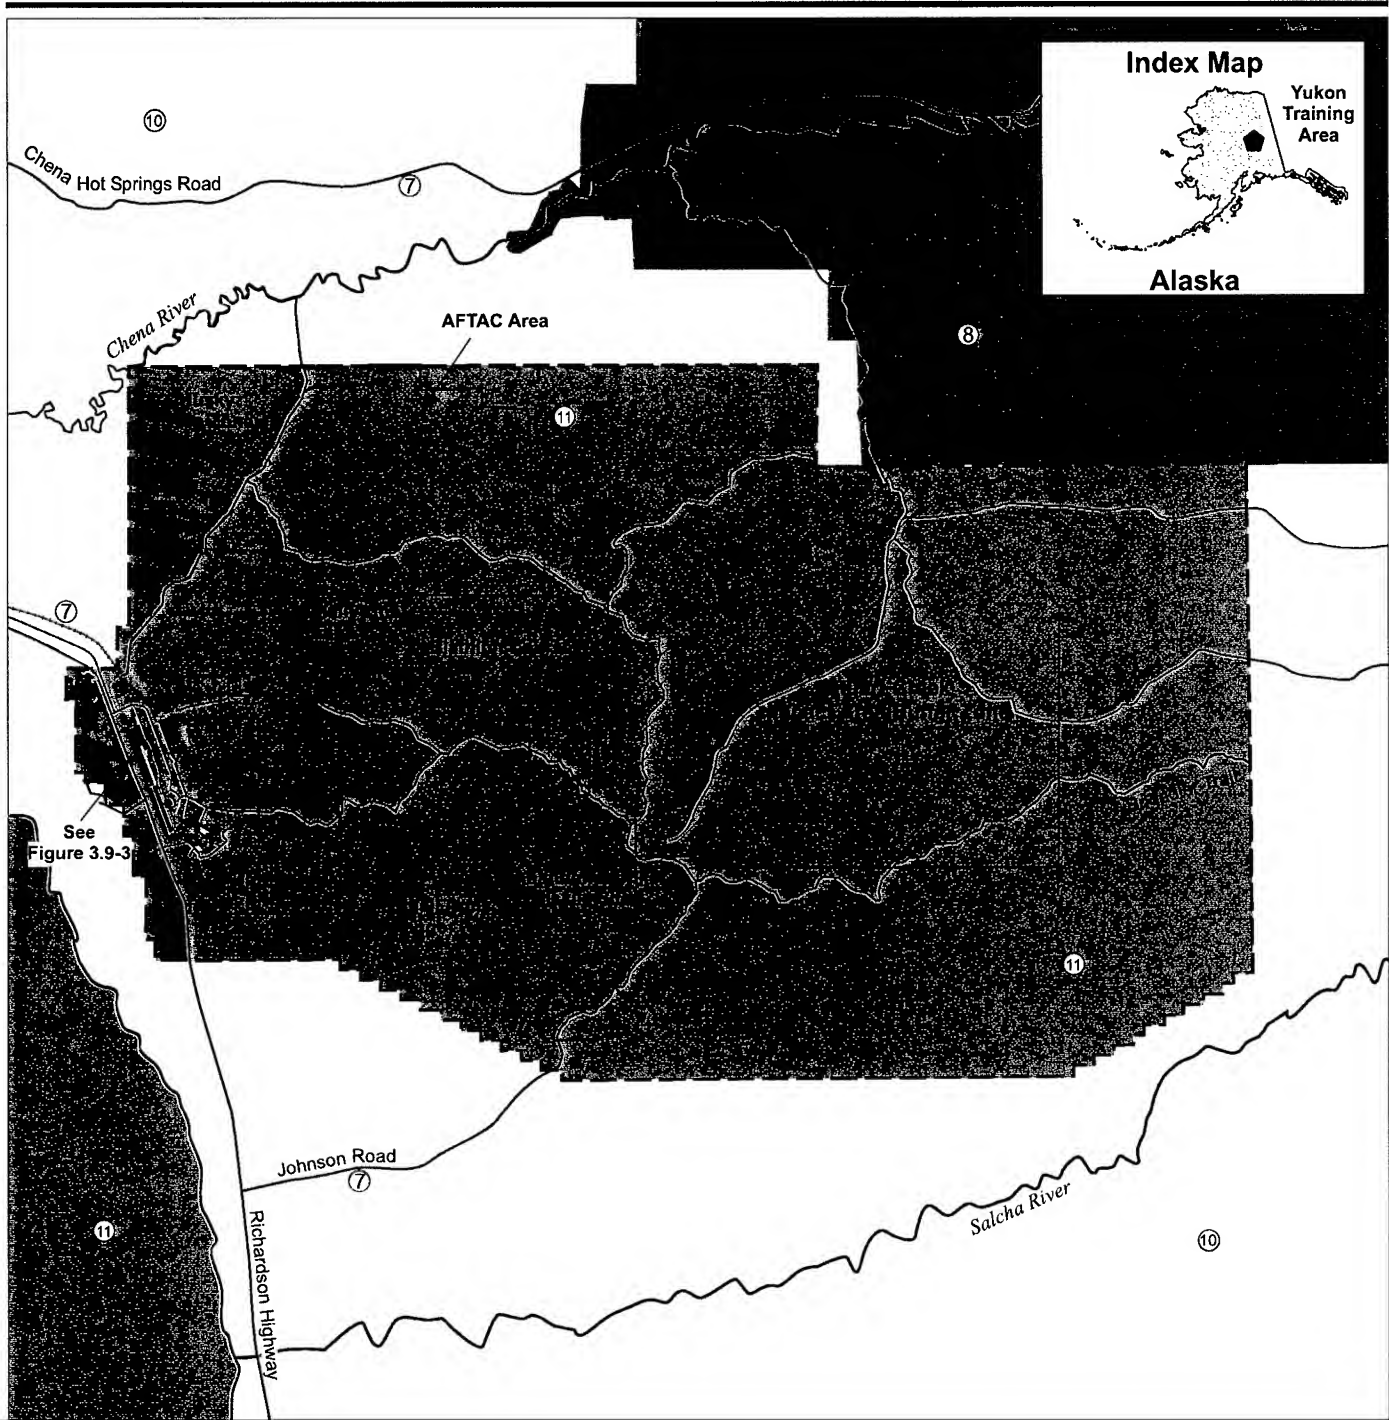 Index Map
Yukon
Training
Area
Alaska
10
Chena Hot Springs Road
7
Chena River
AFTAC Area
8
11
7
See
Figure 3.9-3
11
Johnson Road
7
11
Richardson Highway
Salcha River
10